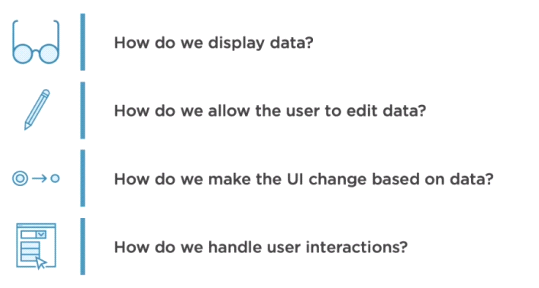 How do we display data?
How do we allow the user to edit data?
How do we make the UI change based on data?
How do we handle user interactions?